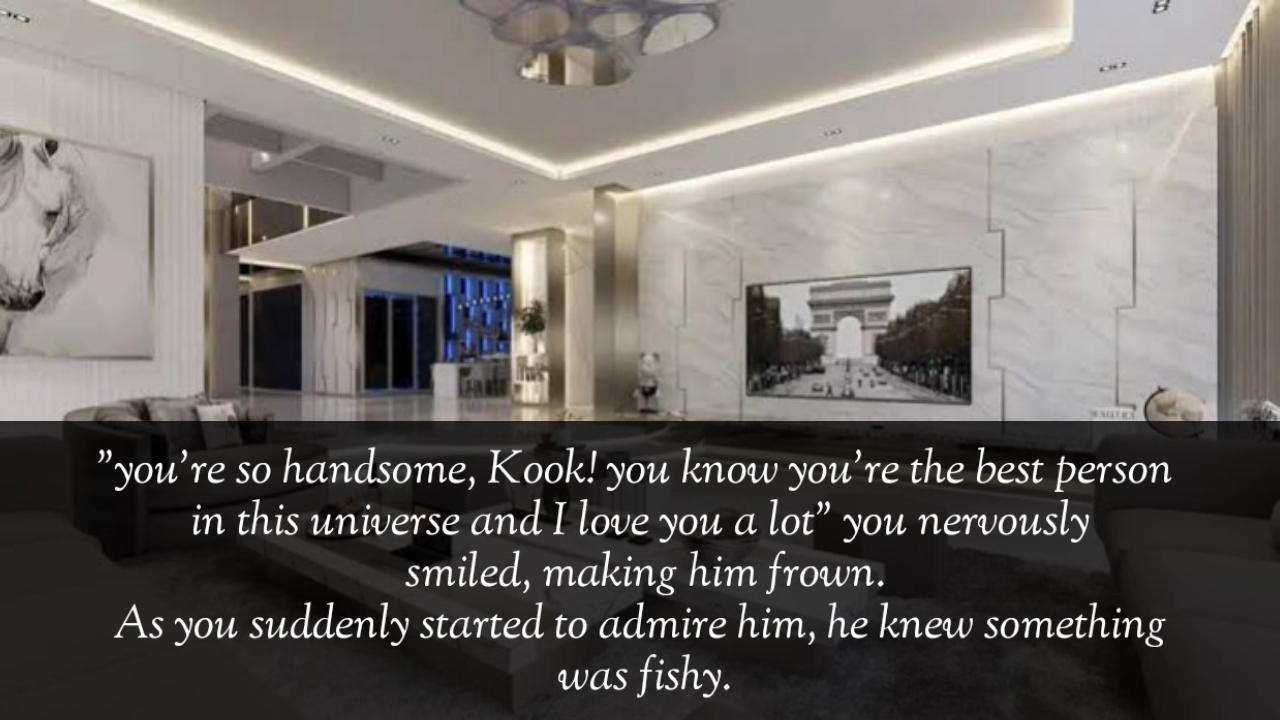 ”you’re so handsome, Kook! you know you’re the best person
in this universe and I love you a lot” you nervously
smiled, making him frown.
As you suddenly started to admire him, he knew something
was fishy.